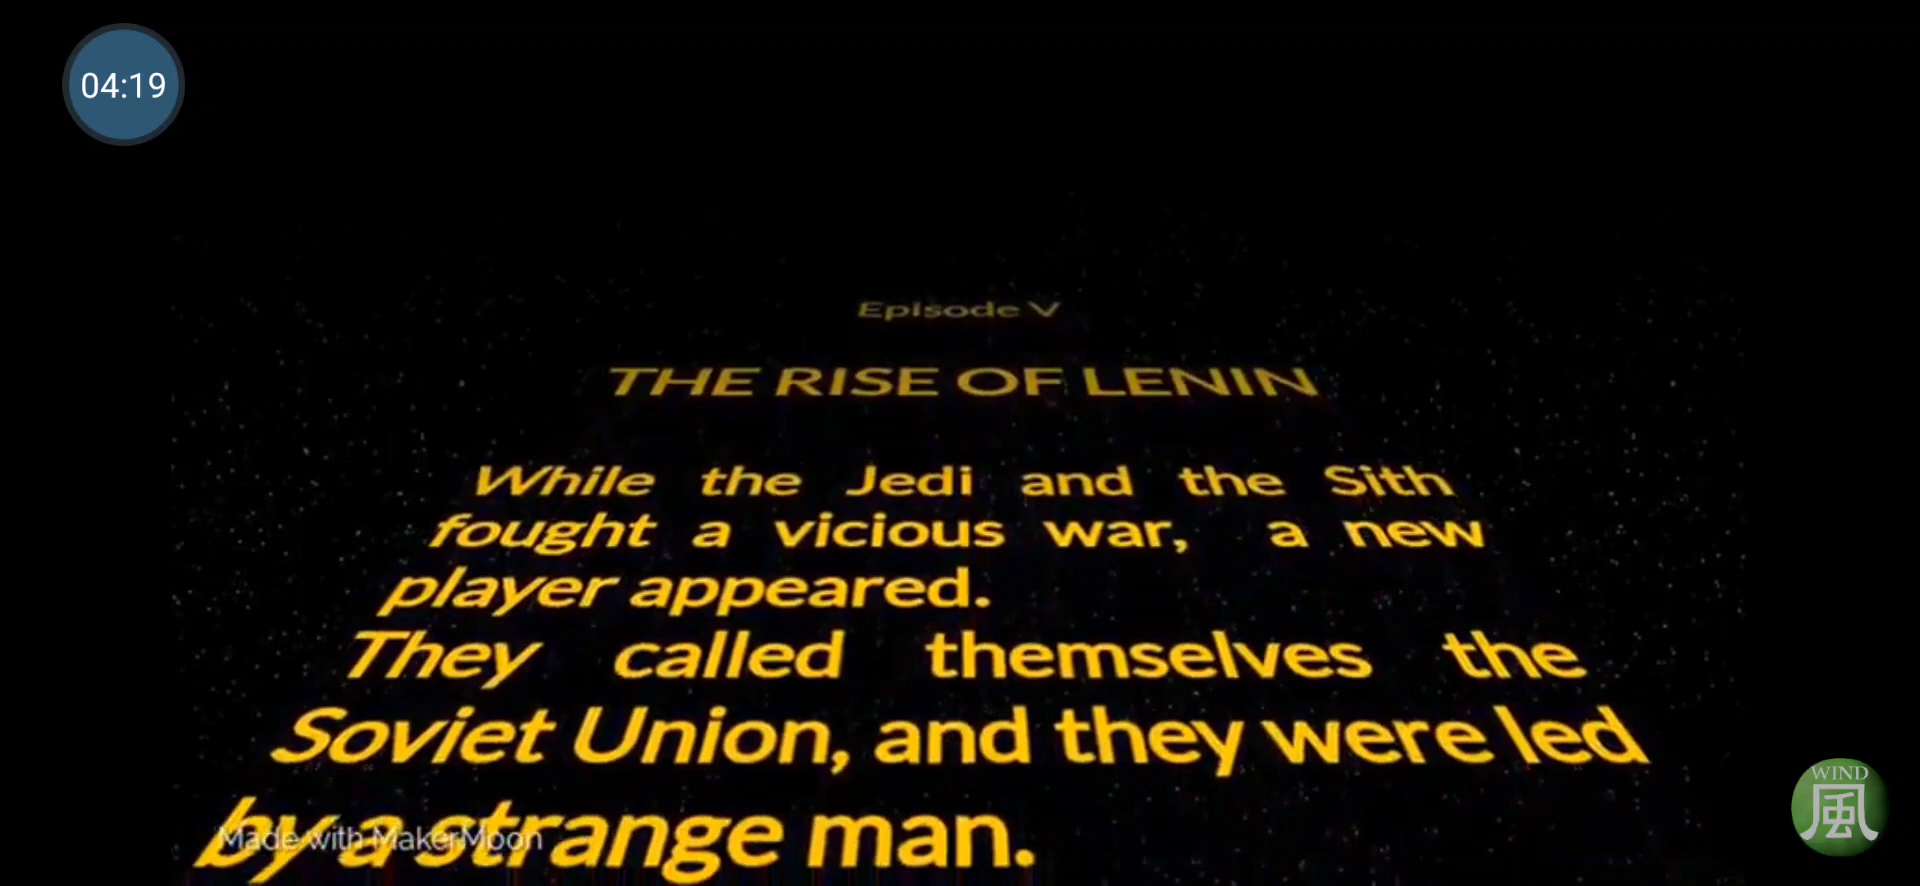 04:19
Episode V
THE RISE OF LENIN
While the Jedi and the Sith
fought a vicious war, a new
player appeared.
They called themselves the
Soviet Union, and they were led
by a strange man.
Made with MakerMoon
WIND
風